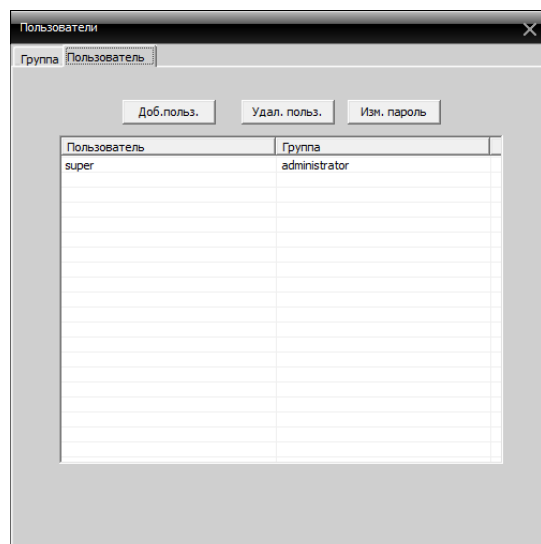 Пользователи
Группа Пользователь
Доб.польз. Удал. польз. Изм. пароль
Пользователь Группа
super administrator